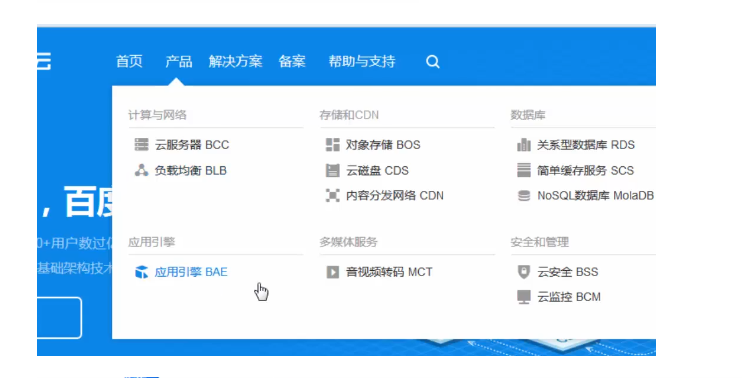 云
首页 产品 解决方案 备案 帮助与支持
计算与网络
云服务器 BCC
负载均衡 BLB
存储和CDN
对象存储 BOS
云磁盘 CDS
内容分发网络 CDN
数据库
关系型数据库 RDS
简单缓存服务 SCS
NoSQL数据库 MolaDB
应用引擎
应用引擎 BAE
多媒体服务
音视频转码 MCT
安全和管理
云安全 BSS
云监控 BCM
，百度
0+用户数过亿
基础架构技术